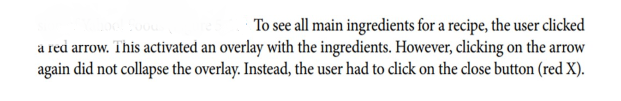 To see all main ingredients for a recipe, the user clicked
a red arrow. This activated an overlay with the ingredients. However, clicking on the arrow
again did not collapse the overlay. Instead, the user had to click on the close button (red X).